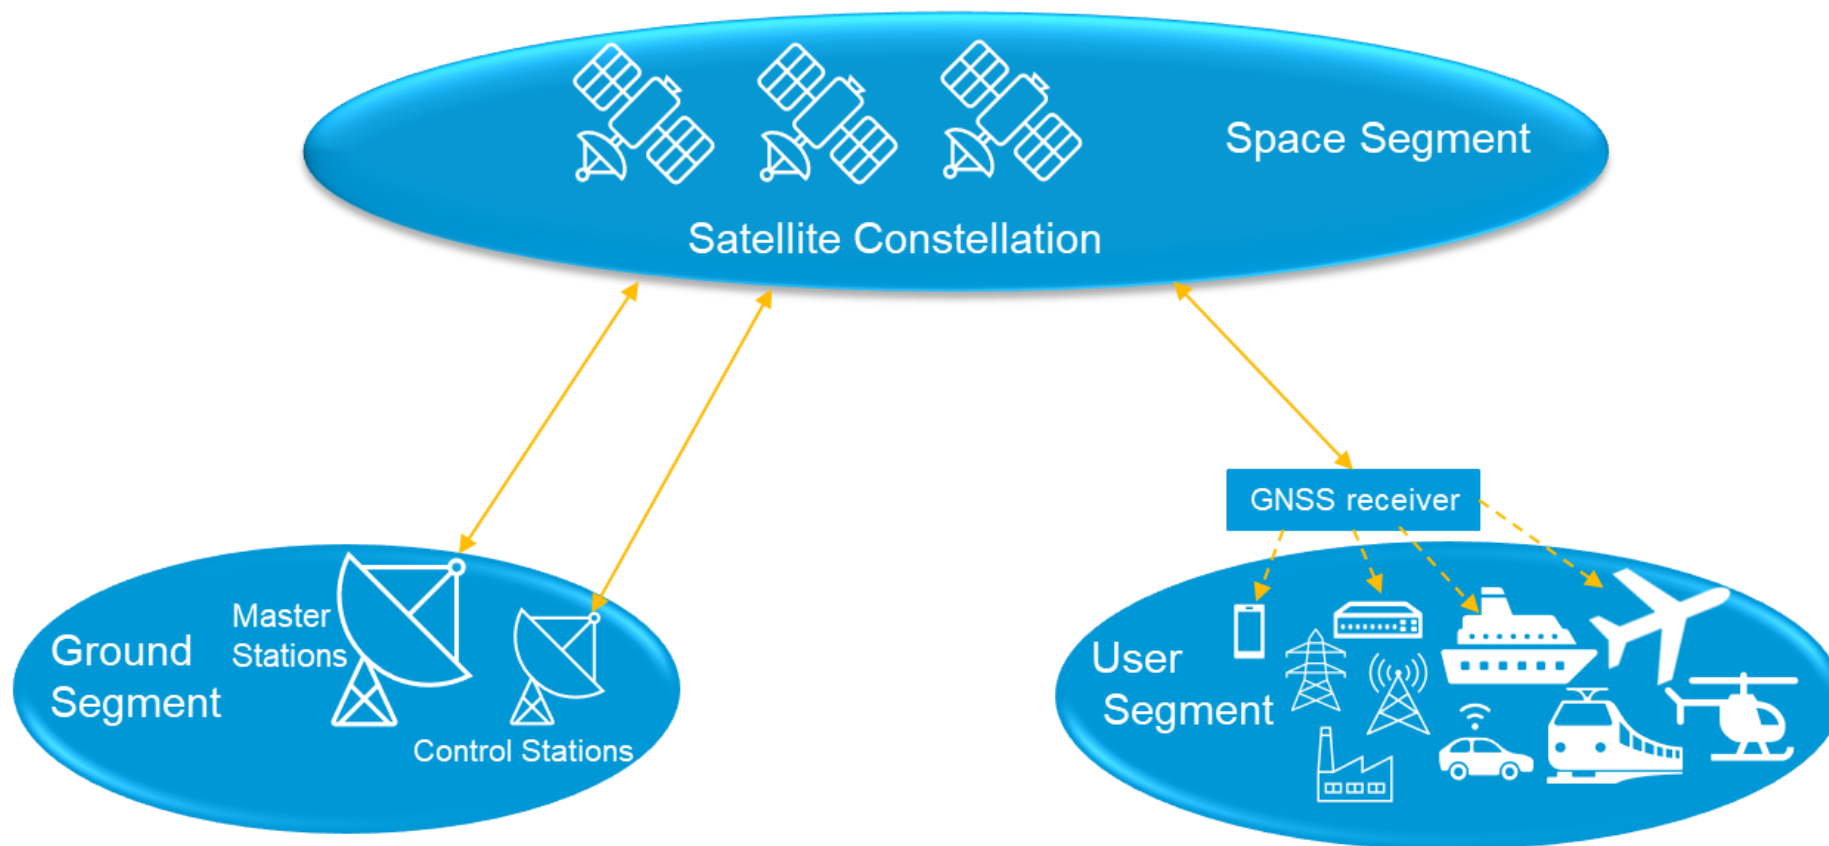 Space Segment
Satellite Constellation
GNSS receiver
Master
Stations
Ground
Segment
Control Stations
User
Segment